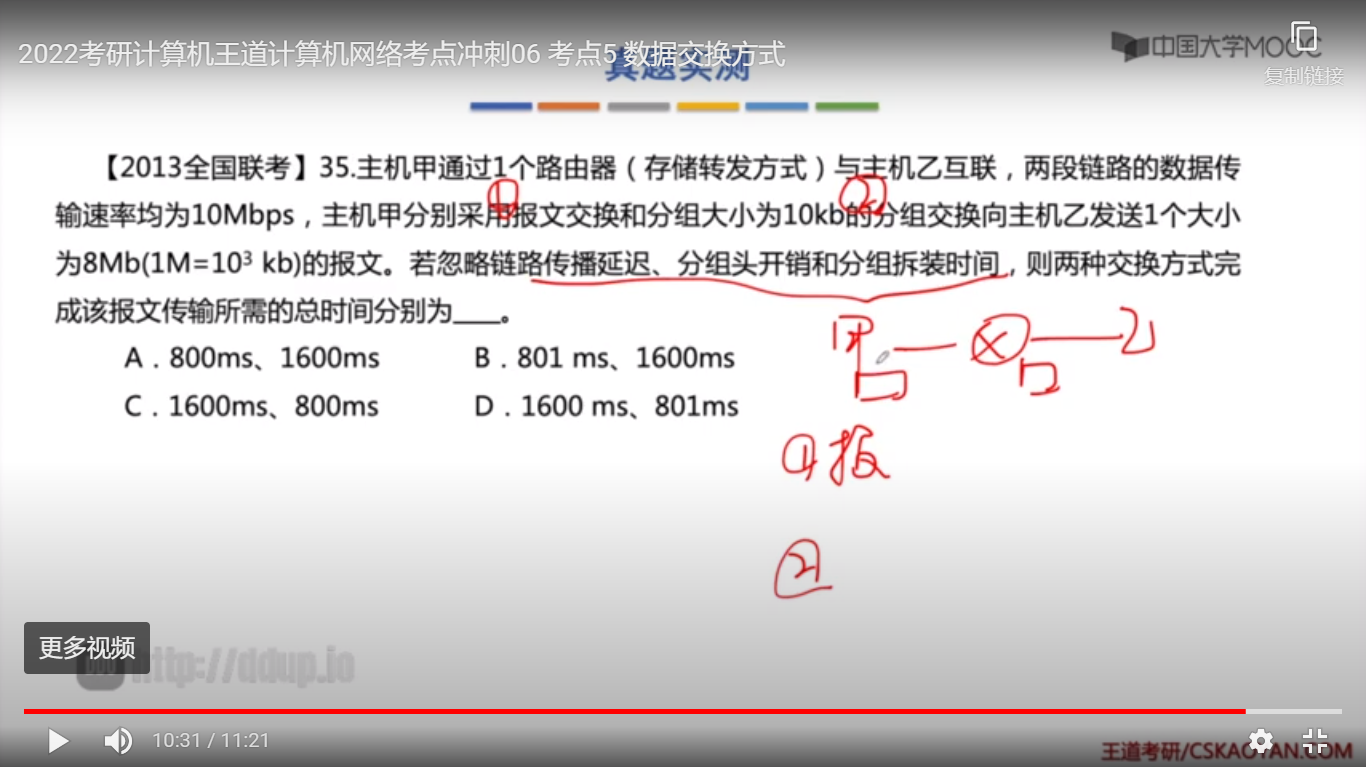 2022考研计算机王道计算机网络考点冲刺06 考点5 数据交换方式
真题实测
中国大学MOOC
复制链接
【2013全国联考】35.主机甲通过1个路由器（存储转发方式）与主机乙互联，两段链路的数据传
输速率均为10Mbps，主机甲分别采用报文交换和分组大小为10kb的分组交换向主机乙发送1个大小
为8Mb(1M=10³ kb)的报文。若忽略链路传播延迟、分组头开销和分组拆装时间，则两种交换方式完
成该报文传输所需的总时间分别为____。
A．800ms、1600ms B．801 ms、1600ms
C．1600ms、800ms D．1600 ms、801ms
① ②
甲 乙
① 报
②
更多视频
http://ddup.io
10:31 / 11:21
王道考研/CSKAOYAN.COM